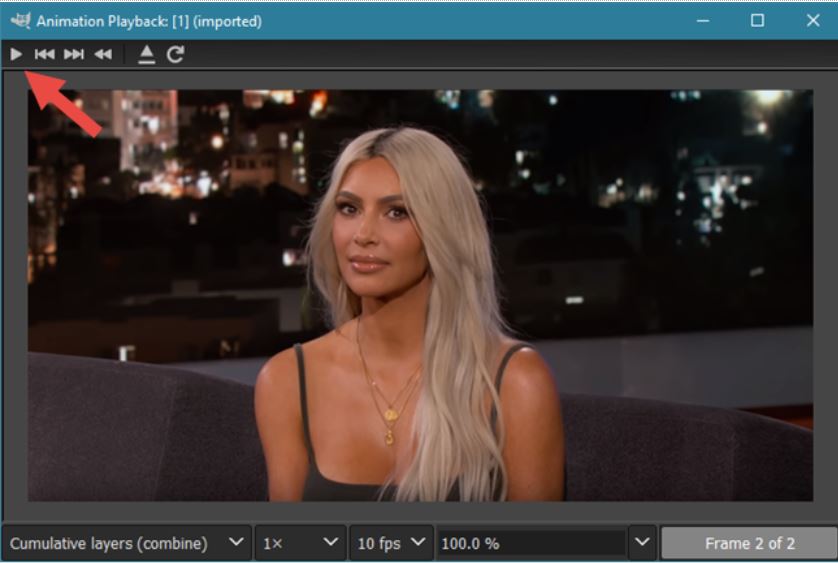 Animation Playback: [1] (imported)
Cumulative layers (combine) 1× 10 fps 100.0 % Frame 2 of 2